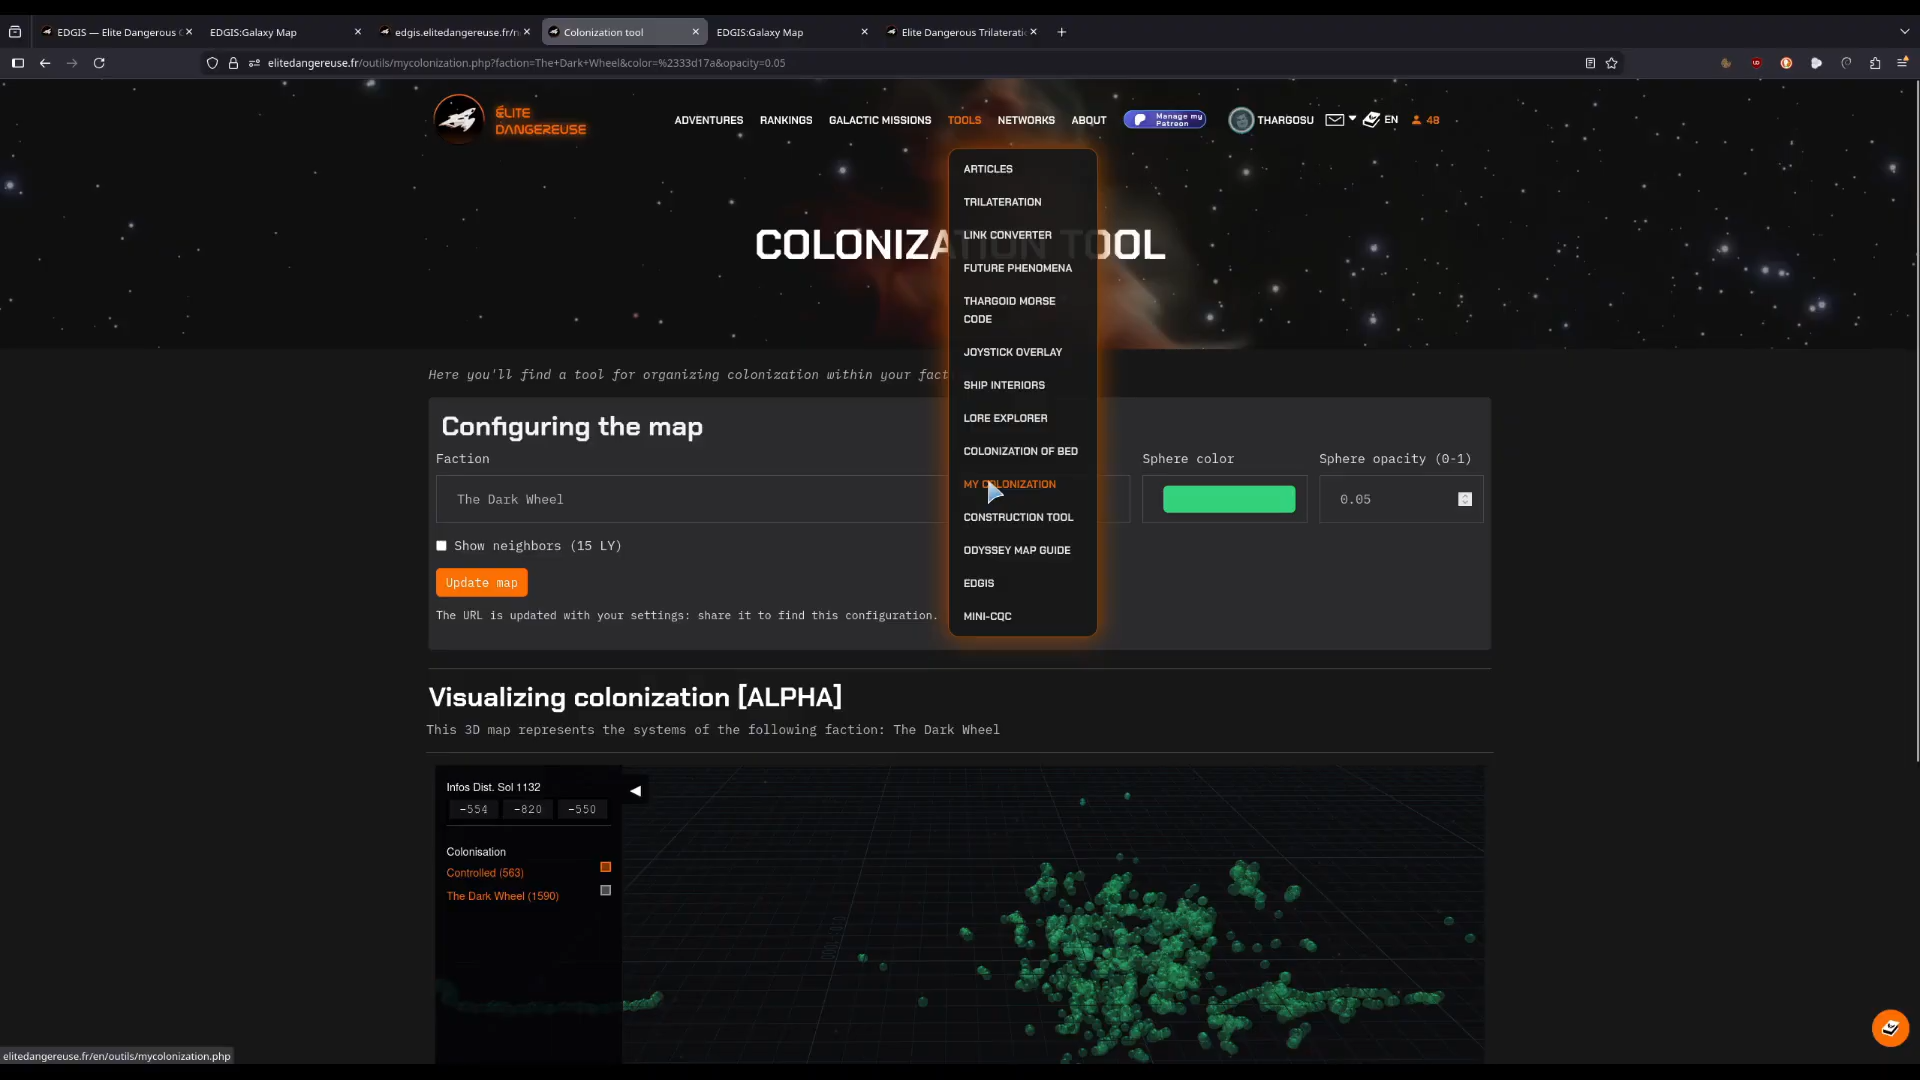 EDGIS — Elite Dangerous
EDGIS:Galaxy Map
edgis.elitedangereuse.fr/
Colonization tool
EDGIS:Galaxy Map
Elite Dangerous Trilaterati
elitedangereuse.fr/outils/mycolonization.php?faction=The+Dark+Wheel&color=%2333d17a&opacity=0.05
ÉLITE
DANGEREUSE
ADVENTURES
RANKINGS
GALACTIC MISSIONS
TOOLS
NETWORKS
ABOUT
Manage my
Patreon
THARGOSU
EN
48
ARTICLES
TRILATERATION
LINK CONVERTER
FUTURE PHENOMENA
THARGOID MORSE
CODE
JOYSTICK OVERLAY
SHIP INTERIORS
LORE EXPLORER
COLONIZATION OF BED
MY COLONIZATION
CONSTRUCTION TOOL
ODYSSEY MAP GUIDE
EDGIS
MINI-CQC
COLONIZATION TOOL
Here you'll find a tool for organizing colonization within your fact
Configuring the map
Faction
Sphere color
Sphere opacity (0-1)
The Dark Wheel
0.05
Show neighbors (15 LY)
Update map
The URL is updated with your settings: share it to find this configuration.
Visualizing colonization [ALPHA]
This 3D map represents the systems of the following faction: The Dark Wheel
Infos Dist. Sol 1132
-554 -820 -550
Colonisation
Controlled (563)
The Dark Wheel (1590)
elitedangereuse.fr/en/outils/mycolonization.php